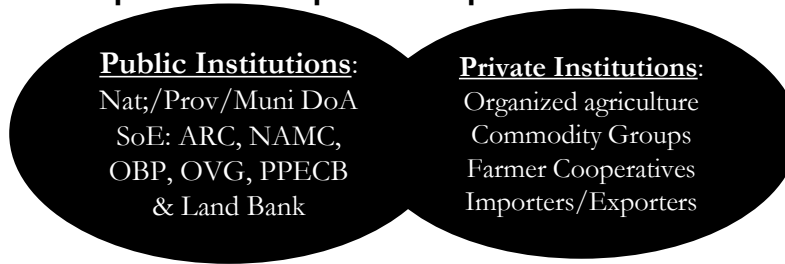 Public Institutions:
Nat;/Prov/Muni DoA
SoE: ARC, NAMC,
OBP, OVG, PPECB
& Land Bank
Private Institutions:
Organized agriculture
Commodity Groups
Farmer Cooperatives
Importers/Exporters